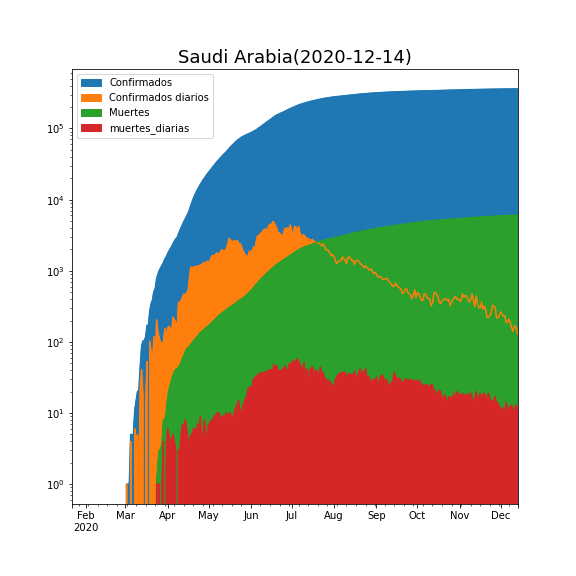 Saudi Arabia(2020-12-14)
Confirmados
Confirmados diarios
Muertes
muertes_diarias
10^5
10^4
10^3
10^2
10^1
10^0
Feb Mar Apr May Jun Jul Aug Sep Oct Nov Dec
2020